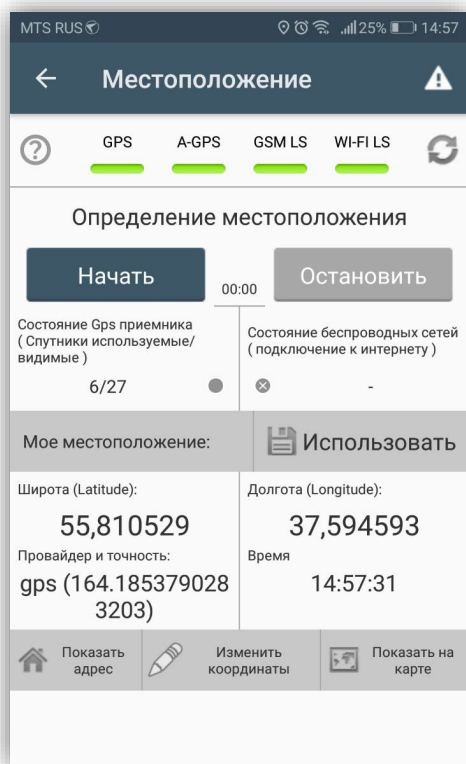 MTS RUS 25% 14:57
Местоположение
GPS A-GPS GSM LS WI-FI LS
Определение местоположения
Начать 00:00 Остановить
Состояние Gps приемника
( Спутники используемые/
видимые )
6/27
Состояние беспроводных сетей
( подключение к интернету )
-
Мое местоположение: Использовать
Широта (Latitude):
55,810529
Долгота (Longitude):
37,594593
Провайдер и точность:
gps (164.185379028
3203)
Время
14:57:31
Показать
адрес
Изменить
координаты
Показать на
карте